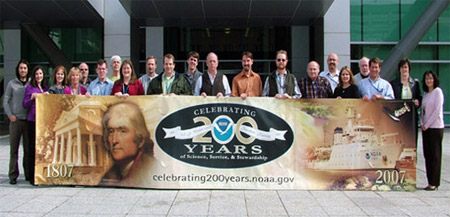 CELEBRATING
200
YEARS
of Science, Service, & Stewardship
1807
2007
celebrating200years.noaa.gov